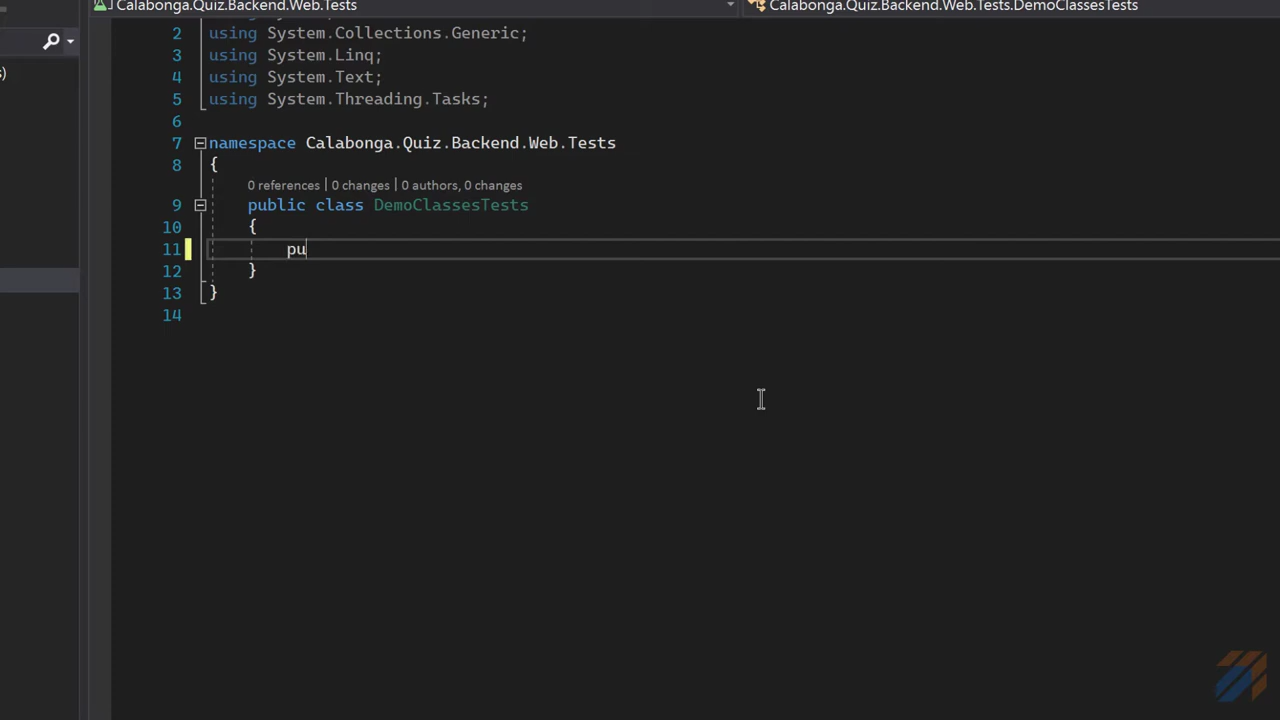 Calabonga.Quiz.Backend.Web.Tests Calabonga.Quiz.Backend.Web.Tests.DemoClassesTests
2 using System.Collections.Generic;
3 using System.Linq;
4 using System.Text;
5 using System.Threading.Tasks;
6
7 namespace Calabonga.Quiz.Backend.Web.Tests
8 {
0 references | 0 changes | 0 authors, 0 changes
9 public class DemoClassesTests
10 {
11 pu
12 }
13 }
14